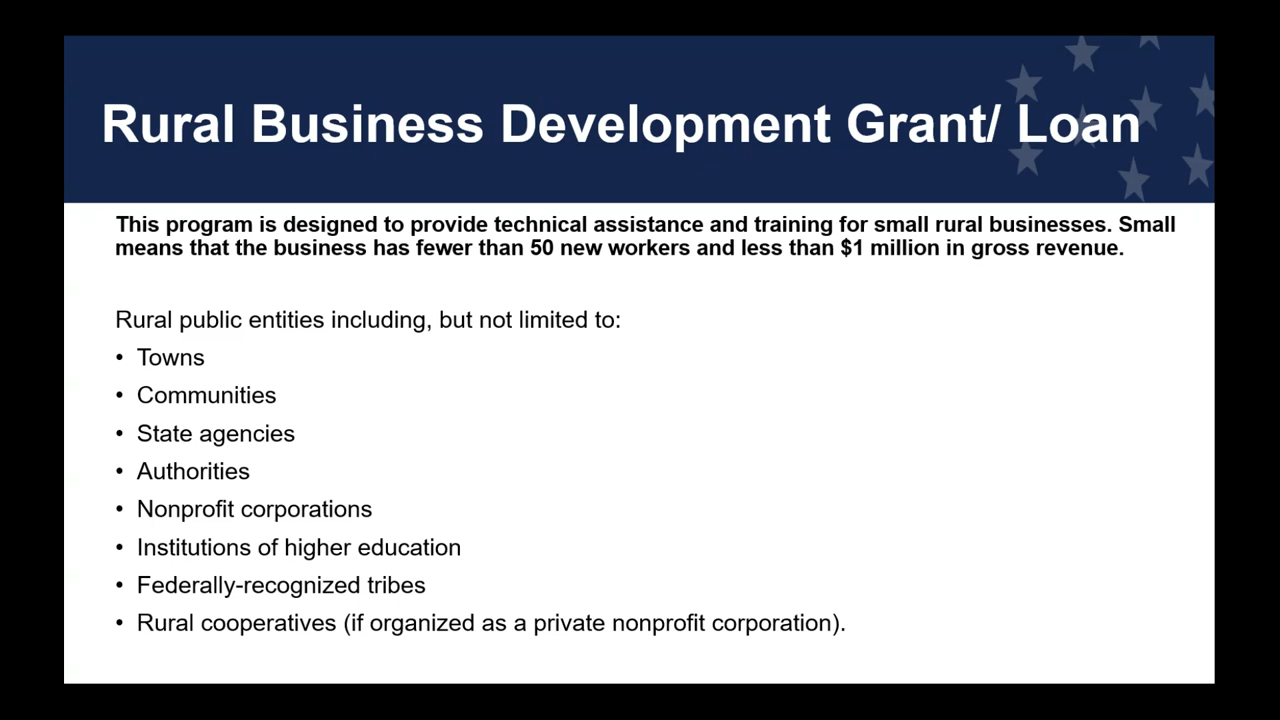 Rural Business Development Grant/ Loan
This program is designed to provide technical assistance and training for small rural businesses. Small
means that the business has fewer than 50 new workers and less than $1 million in gross revenue.
Rural public entities including, but not limited to:
• Towns
• Communities
• State agencies
• Authorities
• Nonprofit corporations
• Institutions of higher education
• Federally-recognized tribes
• Rural cooperatives (if organized as a private nonprofit corporation).